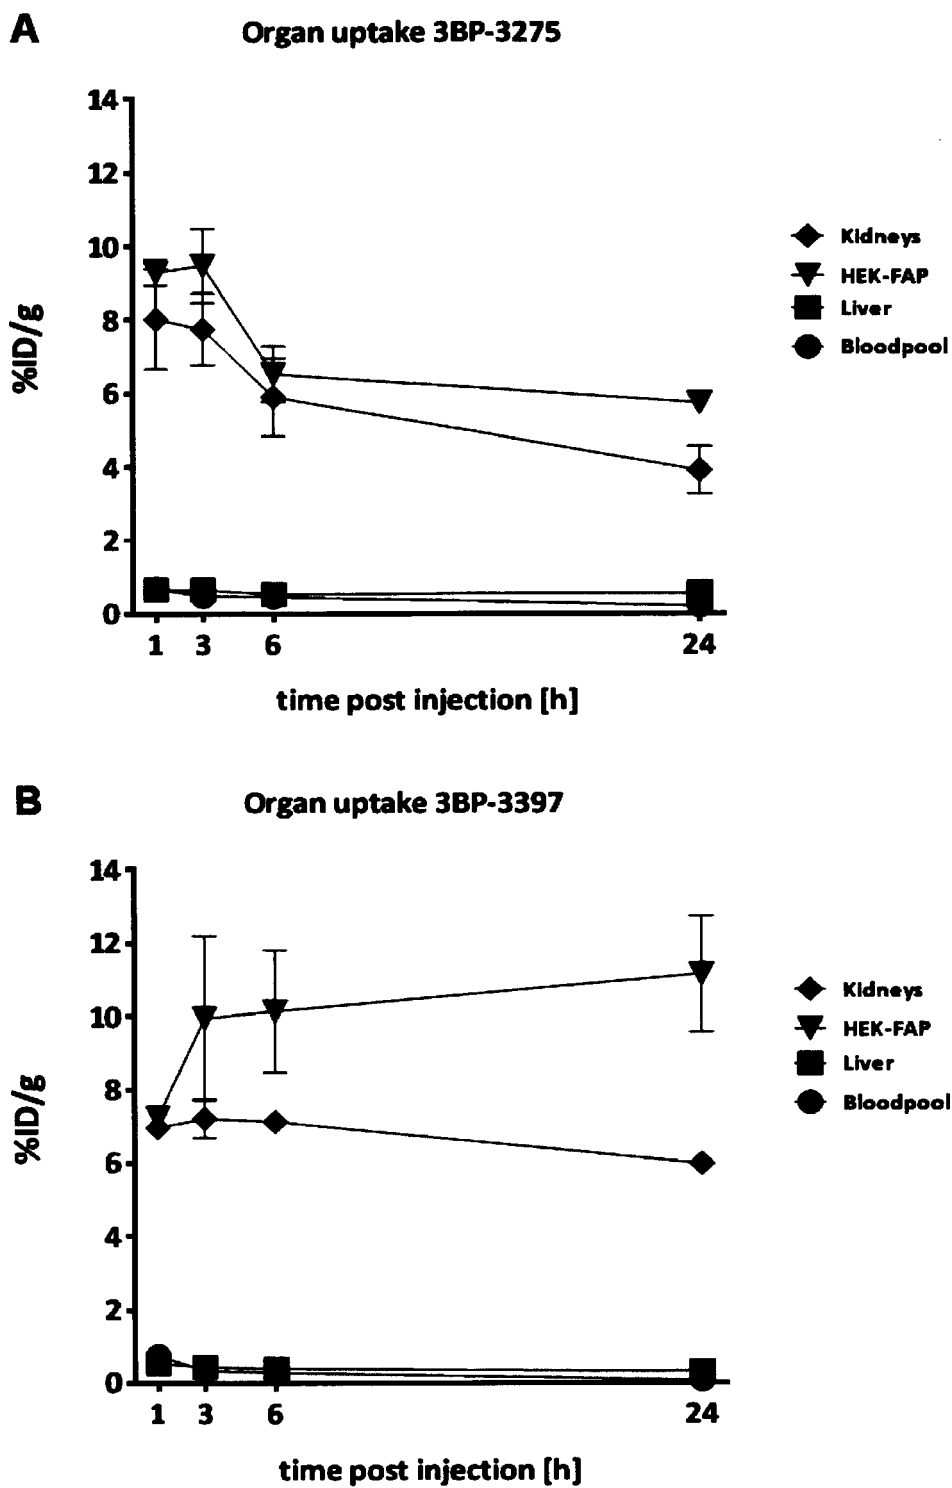 A
Organ uptake 3BP-3275
14
12
10
8
6
4
2
0
%ID/g
1 3 6 24
time post injection [h]
Kidneys
HEK-FAP
Liver
Bloodpool
B
Organ uptake 3BP-3397
14
12
10
8
6
4
2
0
%ID/g
1 3 6 24
time post injection [h]
Kidneys
HEK-FAP
Liver
Bloodpool